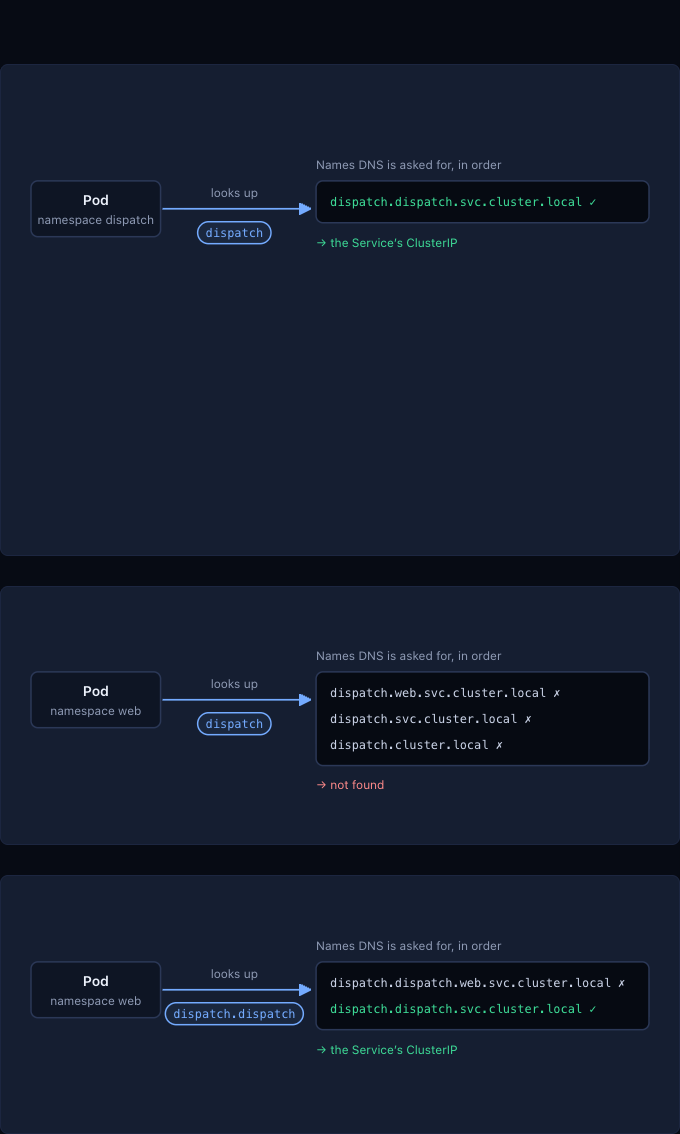 Names DNS is asked for, in order
Pod
namespace dispatch
looks up
dispatch
dispatch.dispatch.svc.cluster.local ✓
→ the Service's ClusterIP
Names DNS is asked for, in order
Pod
namespace web
looks up
dispatch
dispatch.web.svc.cluster.local ✗
dispatch.svc.cluster.local ✗
dispatch.cluster.local ✗
→ not found
Names DNS is asked for, in order
Pod
namespace web
looks up
dispatch.dispatch
dispatch.dispatch.web.svc.cluster.local ✗
dispatch.dispatch.svc.cluster.local ✓
→ the Service's ClusterIP